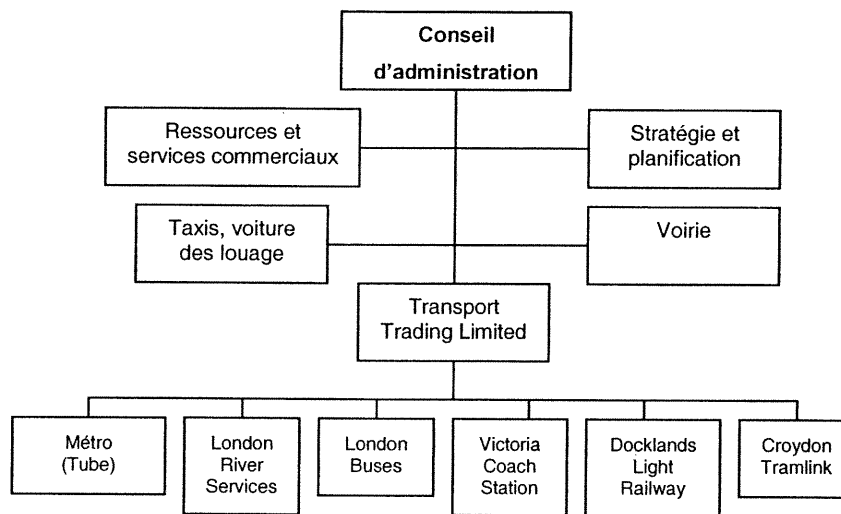 Conseil
d'administration
Ressources et
services commerciaux
Stratégie et
planification
Taxis, voiture
des louage
Voirie
Transport
Trading Limited
Métro
(Tube)
London
River
Services
London
Buses
Victoria
Coach
Station
Docklands
Light
Railway
Croydon
Tramlink